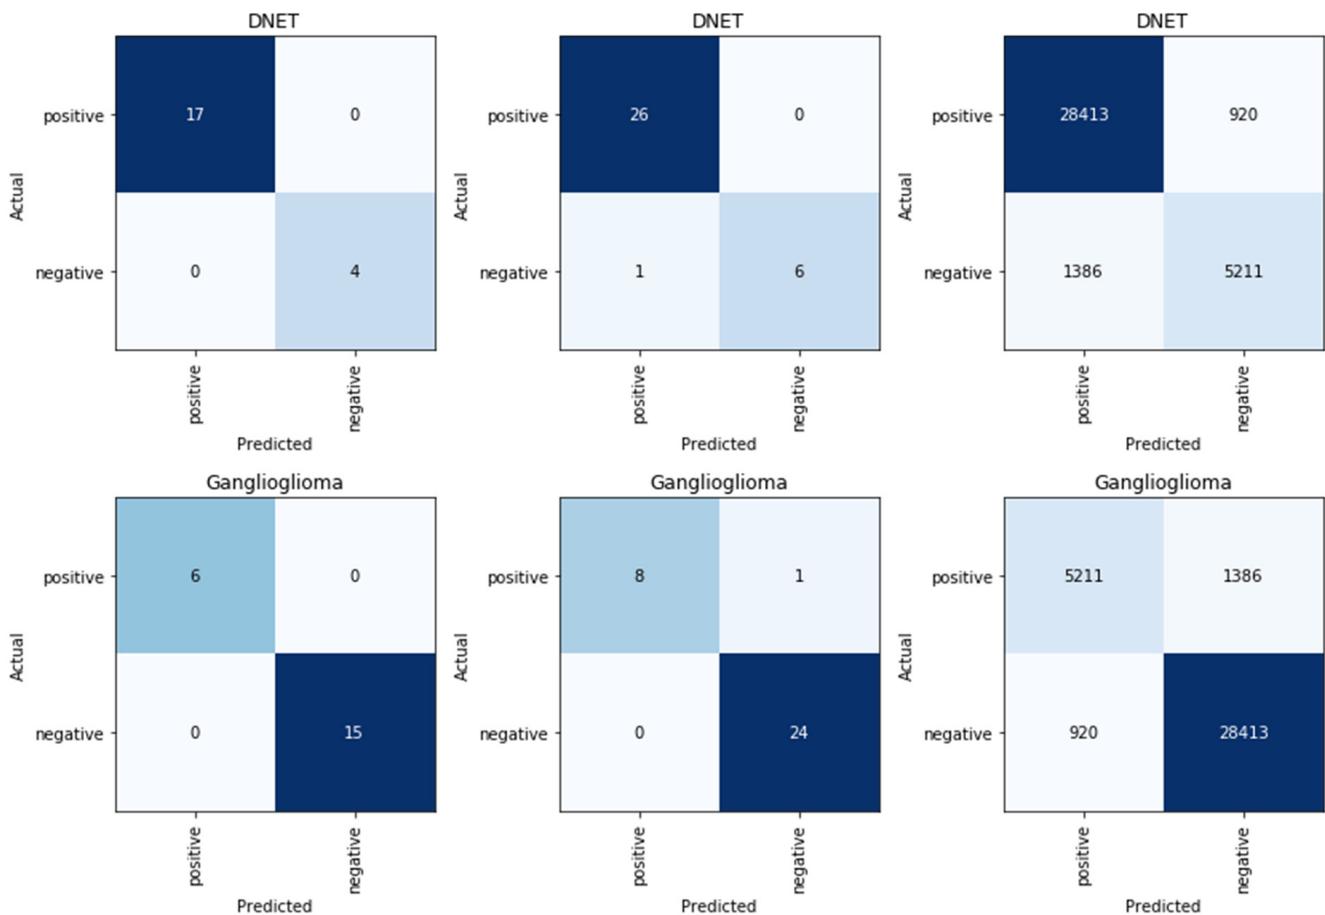 DNET
Actual
positive
17
0
negative
0
4
positive
negative
Predicted
DNET
Actual
positive
26
0
negative
1
6
positive
negative
Predicted
DNET
Actual
positive
28413
920
negative
1386
5211
positive
negative
Predicted
Ganglioglioma
Actual
positive
6
0
negative
0
15
positive
negative
Predicted
Ganglioglioma
Actual
positive
8
1
negative
0
24
positive
negative
Predicted
Ganglioglioma
Actual
positive
5211
1386
negative
920
28413
positive
negative
Predicted